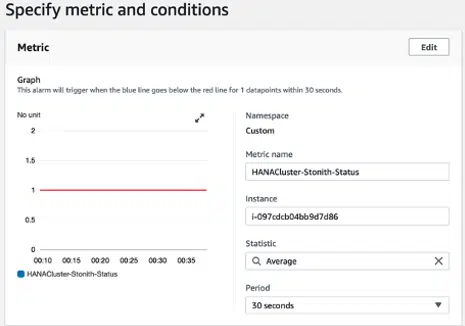 Specify metric and conditions
Metric
Edit
Graph
This alarm will trigger when the blue line goes below the red line for 1 datapoints within 30 seconds.
No unit
2
1.5
1
0.5
0
00:10 00:15 00:20 00:25 00:30 00:35
HANACluster-Stonith-Status
Namespace
Custom
Metric name
HANACluster-Stonith-Status
Instance
i-097cdcb04bb9d7d86
Statistic
Average
Period
30 seconds